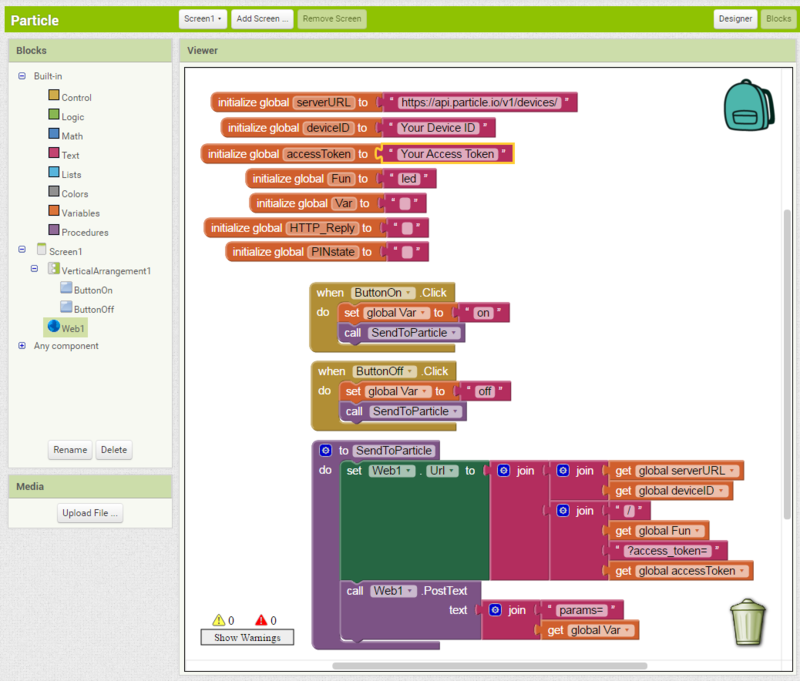 Particle
Screen1 Add Screen ... Remove Screen Designer Blocks
Blocks
Viewer
Built-in
Control
Logic
Math
Text
Lists
Colors
Variables
Procedures
Screen1
VerticalArrangement1
ButtonOn
ButtonOff
Web1
Any component
Rename Delete
Media
Upload File ...
initialize global serverURL to " https://api.particle.io/v1/devices/ "
initialize global deviceID to " Your Device ID "
initialize global accessToken to " Your Access Token "
initialize global Fun to " led "
initialize global Var to " "
initialize global HTTP_Reply to " "
initialize global PINstate to " "
when ButtonOn .Click
do set global Var to " on "
call SendToParticle
when ButtonOff .Click
do set global Var to " off "
call SendToParticle
to SendToParticle
do set Web1 . Url to join join get global serverURL
get global deviceID
join " / "
get global Fun
" ?access_token= "
get global accessToken
call Web1 .PostText
text join " params= "
get global Var
0 0
Show Warnings